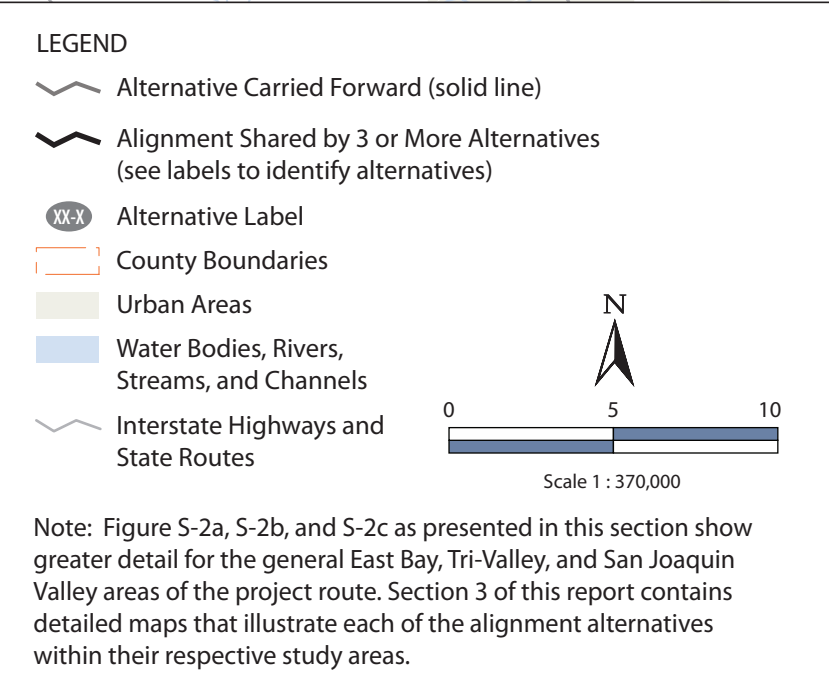 LEGEND
Alternative Carried Forward (solid line)
Alignment Shared by 3 or More Alternatives
(see labels to identify alternatives)
XX-X Alternative Label
County Boundaries
Urban Areas
Water Bodies, Rivers,
Streams, and Channels
Interstate Highways and
State Routes
N
0 5 10
Scale 1 : 370,000
Note: Figure S-2a, S-2b, and S-2c as presented in this section show
greater detail for the general East Bay, Tri-Valley, and San Joaquin
Valley areas of the project route. Section 3 of this report contains
detailed maps that illustrate each of the alignment alternatives
within their respective study areas.